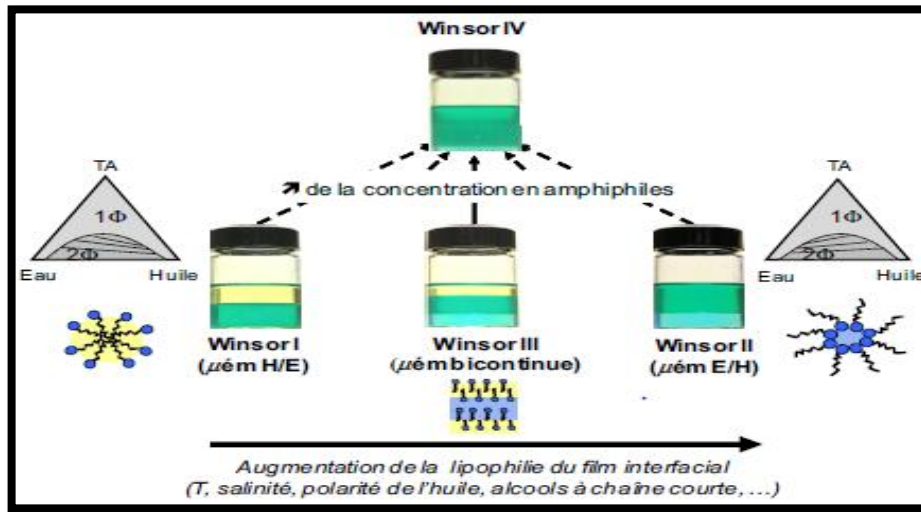 Winsor IV
TA
1Φ
2Φ
Eau Huile
↗ de la concentration en amphiphiles
TA
1Φ
2Φ
Eau Huile
Winsor I
(µém H/E)
Winsor III
(µém bicontinue)
Winsor II
(µém E/H)
Augmentation de la lipophilie du film interfacial
(T, salinité, polarité de l'huile, alcools à chaîne courte, ...)